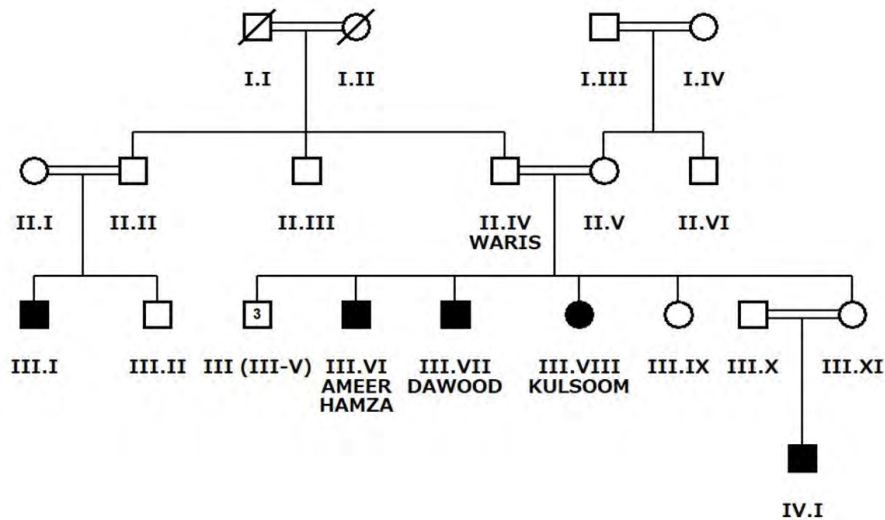 I.I I.II I.III I.IV
II.I II.II II.III II.IV II.V II.VI
WARIS
3
III.I III.II III (III-V) III.VI III.VII III.VIII III.IX III.X III.XI
AMEER DAWOOD KULSOOM
HAMZA
IV.I